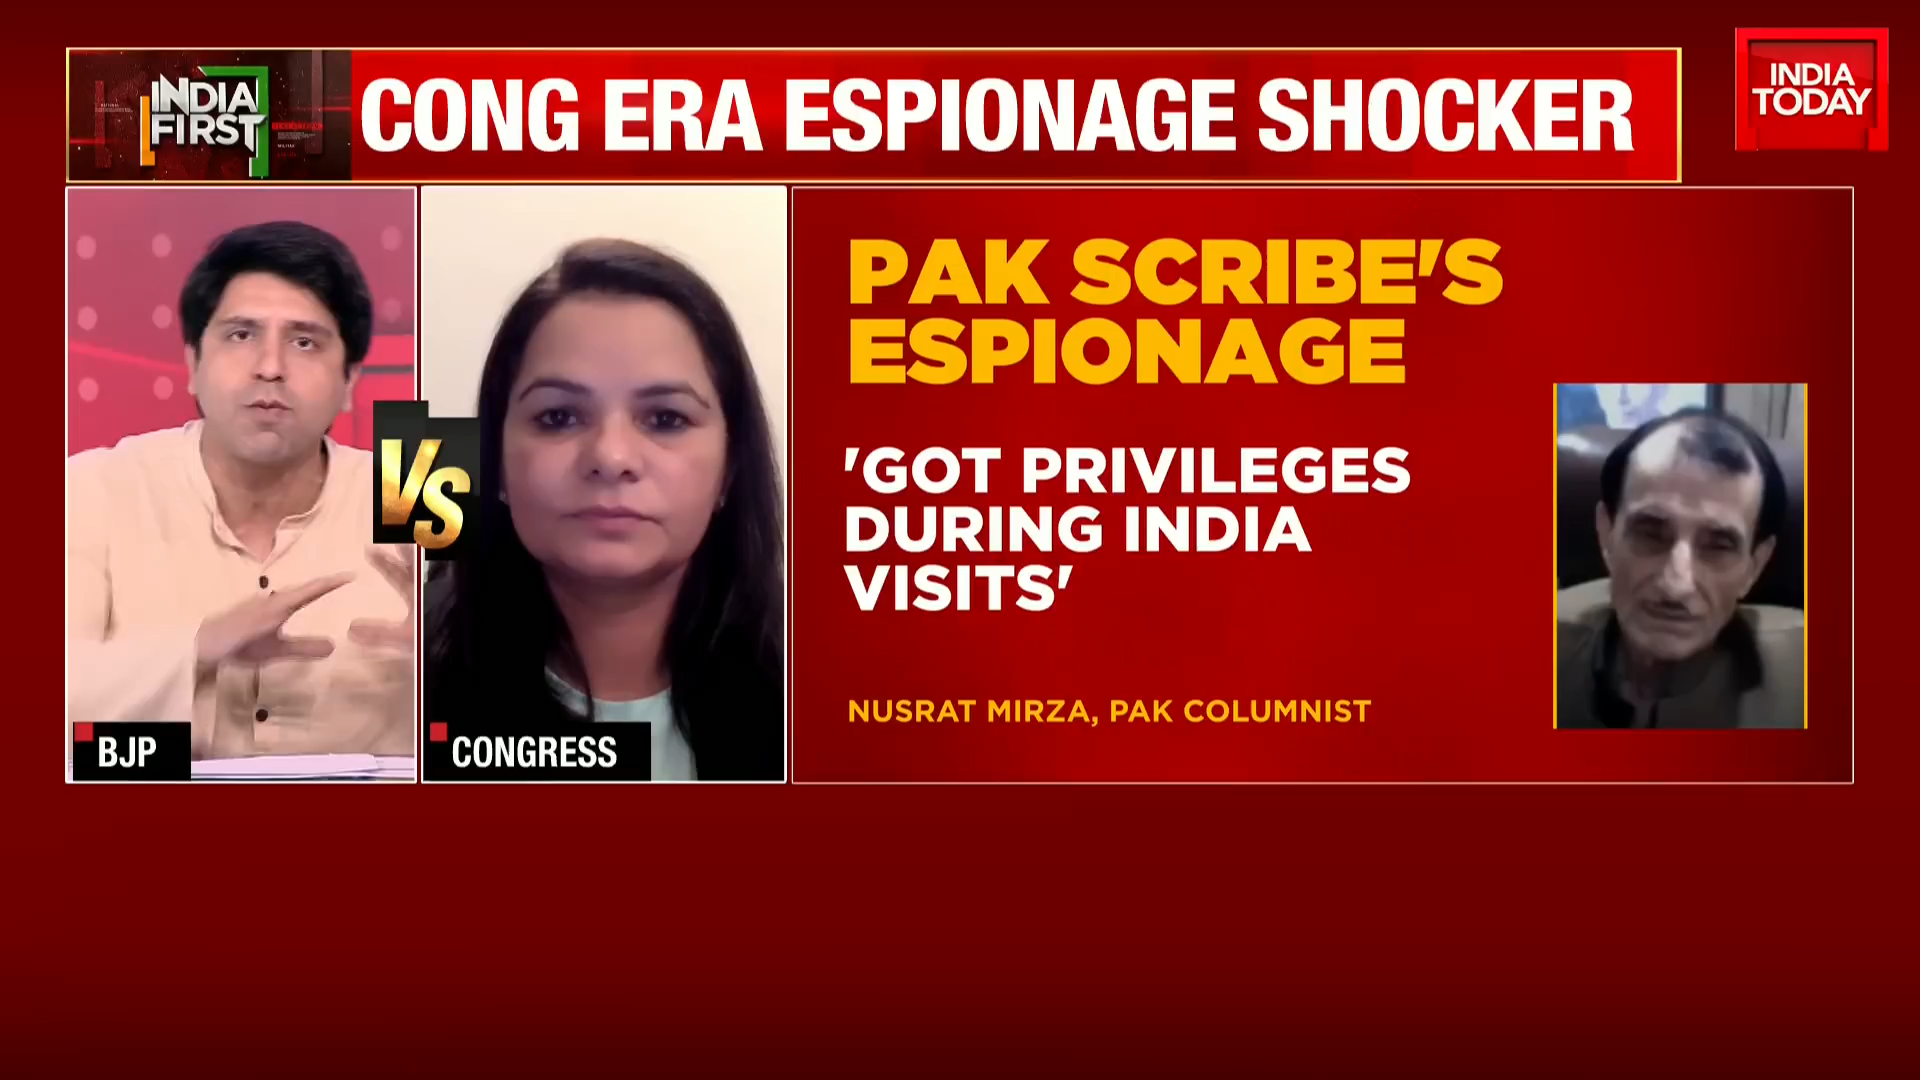 INDIA
FIRST
CONG ERA ESPIONAGE SHOCKER
INDIA
TODAY
PAK SCRIBE'S
ESPIONAGE
'GOT PRIVILEGES
DURING INDIA
VISITS'
NUSRAT MIRZA, PAK COLUMNIST
VS
BJP
CONGRESS